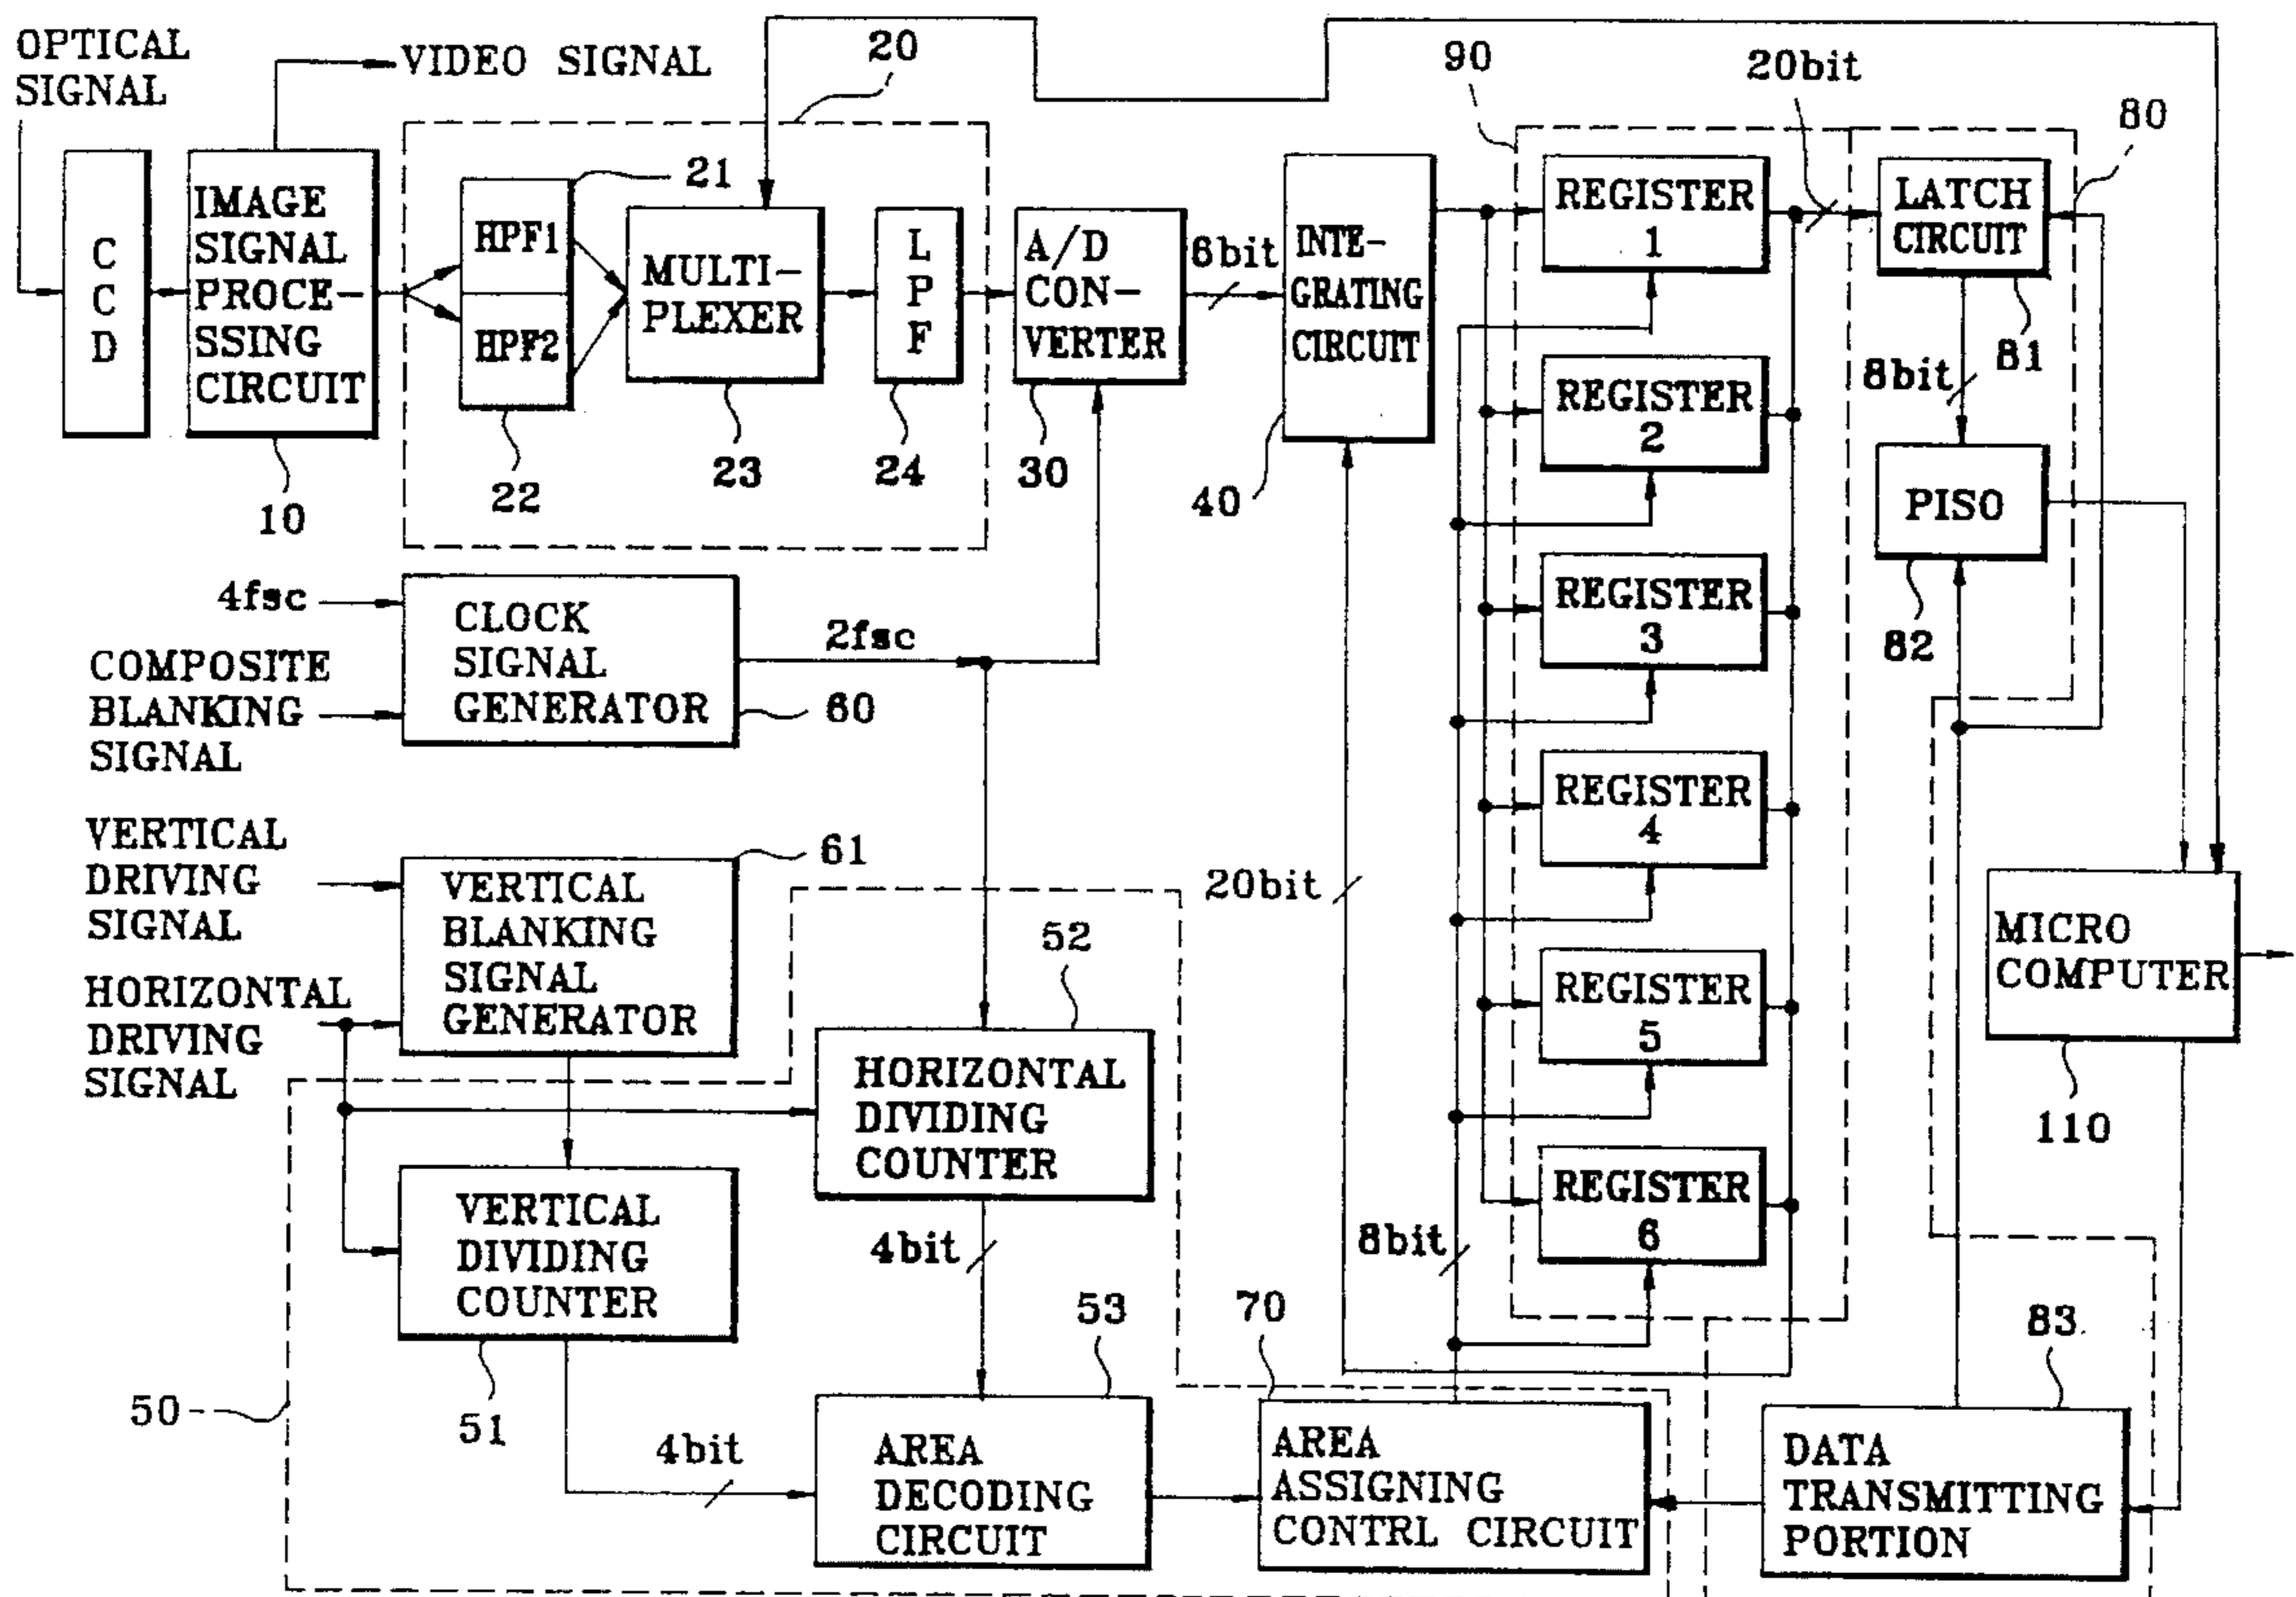 OPTICAL
SIGNAL
VIDEO SIGNAL
20
90
20bit
80
C
C
D
IMAGE
SIGNAL
PROCE-
SSING
CIRCUIT
10
21
HPF1
HPF2
22
MULTI-
PLEXER
23
L
P
F
24
A/D
CON-
VERTER
30
8bit
INTE-
GRATING
CIRCUIT
40
REGISTER
1
REGISTER
2
REGISTER
3
REGISTER
4
REGISTER
5
REGISTER
6
LATCH
CIRCUIT
81
8bit
PISO
82
4fsc
COMPOSITE
BLANKING
SIGNAL
CLOCK
SIGNAL
GENERATOR
2fsc
60
VERTICAL
DRIVING
SIGNAL
HORIZONTAL
DRIVING
SIGNAL
VERTICAL
BLANKING
SIGNAL
GENERATOR
61
52
HORIZONTAL
DIVIDING
COUNTER
20bit
MICRO
COMPUTER
110
VERTICAL
DIVIDING
COUNTER
51
4bit
8bit
50
4bit
53
AREA
DECODING
CIRCUIT
70
AREA
ASSIGNING
CONTRL CIRCUIT
83
DATA
TRANSMITTING
PORTION